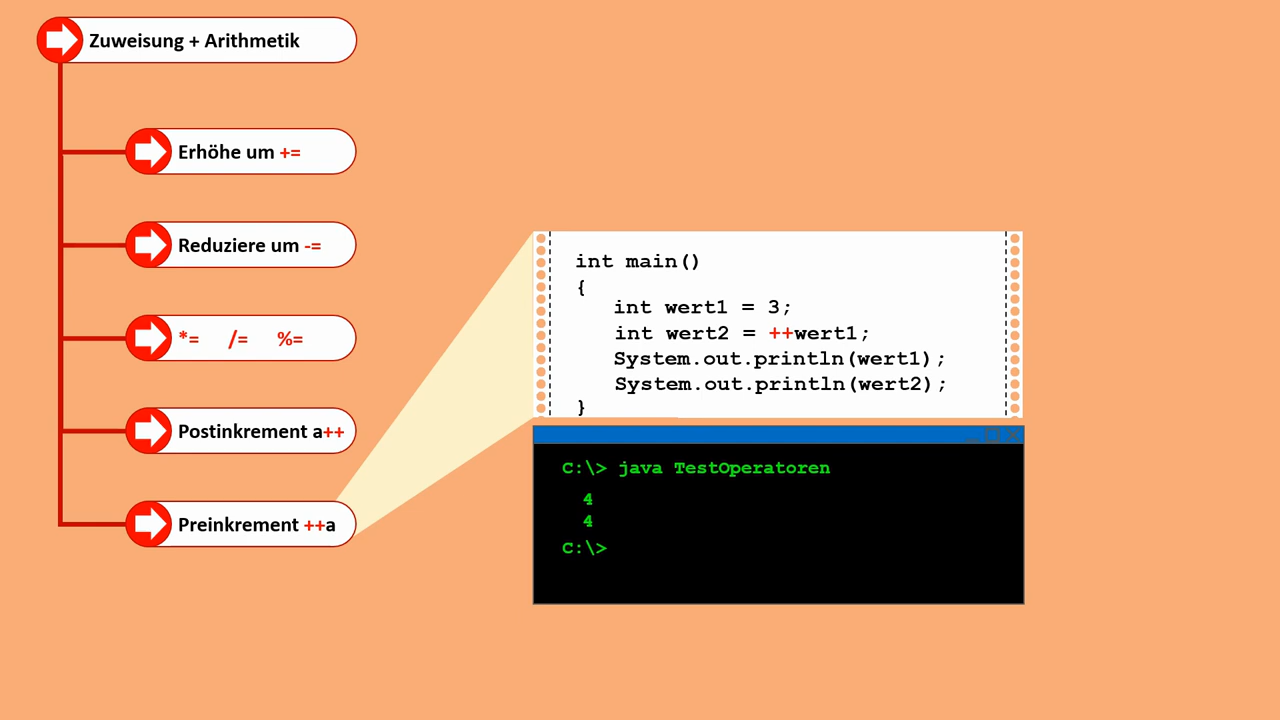 Zuweisung + Arithmetik
Erhöhe um +=
Reduziere um -=
*= /= %=
Postinkrement a++
Preinkrement ++a
int main()
{
int wert1 = 3;
int wert2 = ++wert1;
System.out.println(wert1);
System.out.println(wert2);
}
C:\> java TestOperatoren
4
4
C:\>